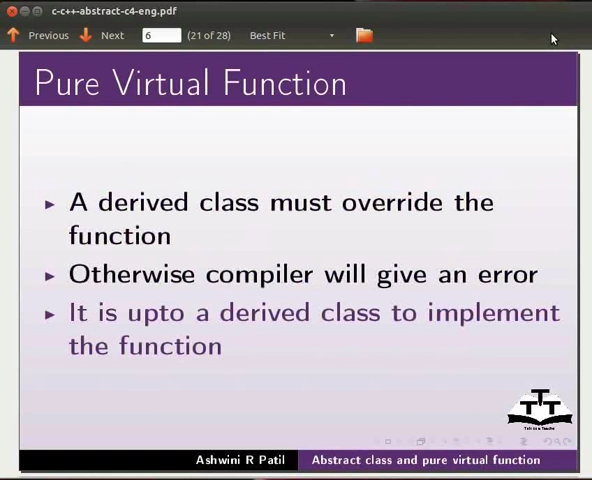 c-c++-abstract-c4-eng.pdf
Previous Next 6 (21 of 28) Best Fit
Pure Virtual Function
A derived class must override the
function
Otherwise compiler will give an error
It is upto a derived class to implement
the function
TTT
Ashwini R Patil Abstract class and pure virtual function